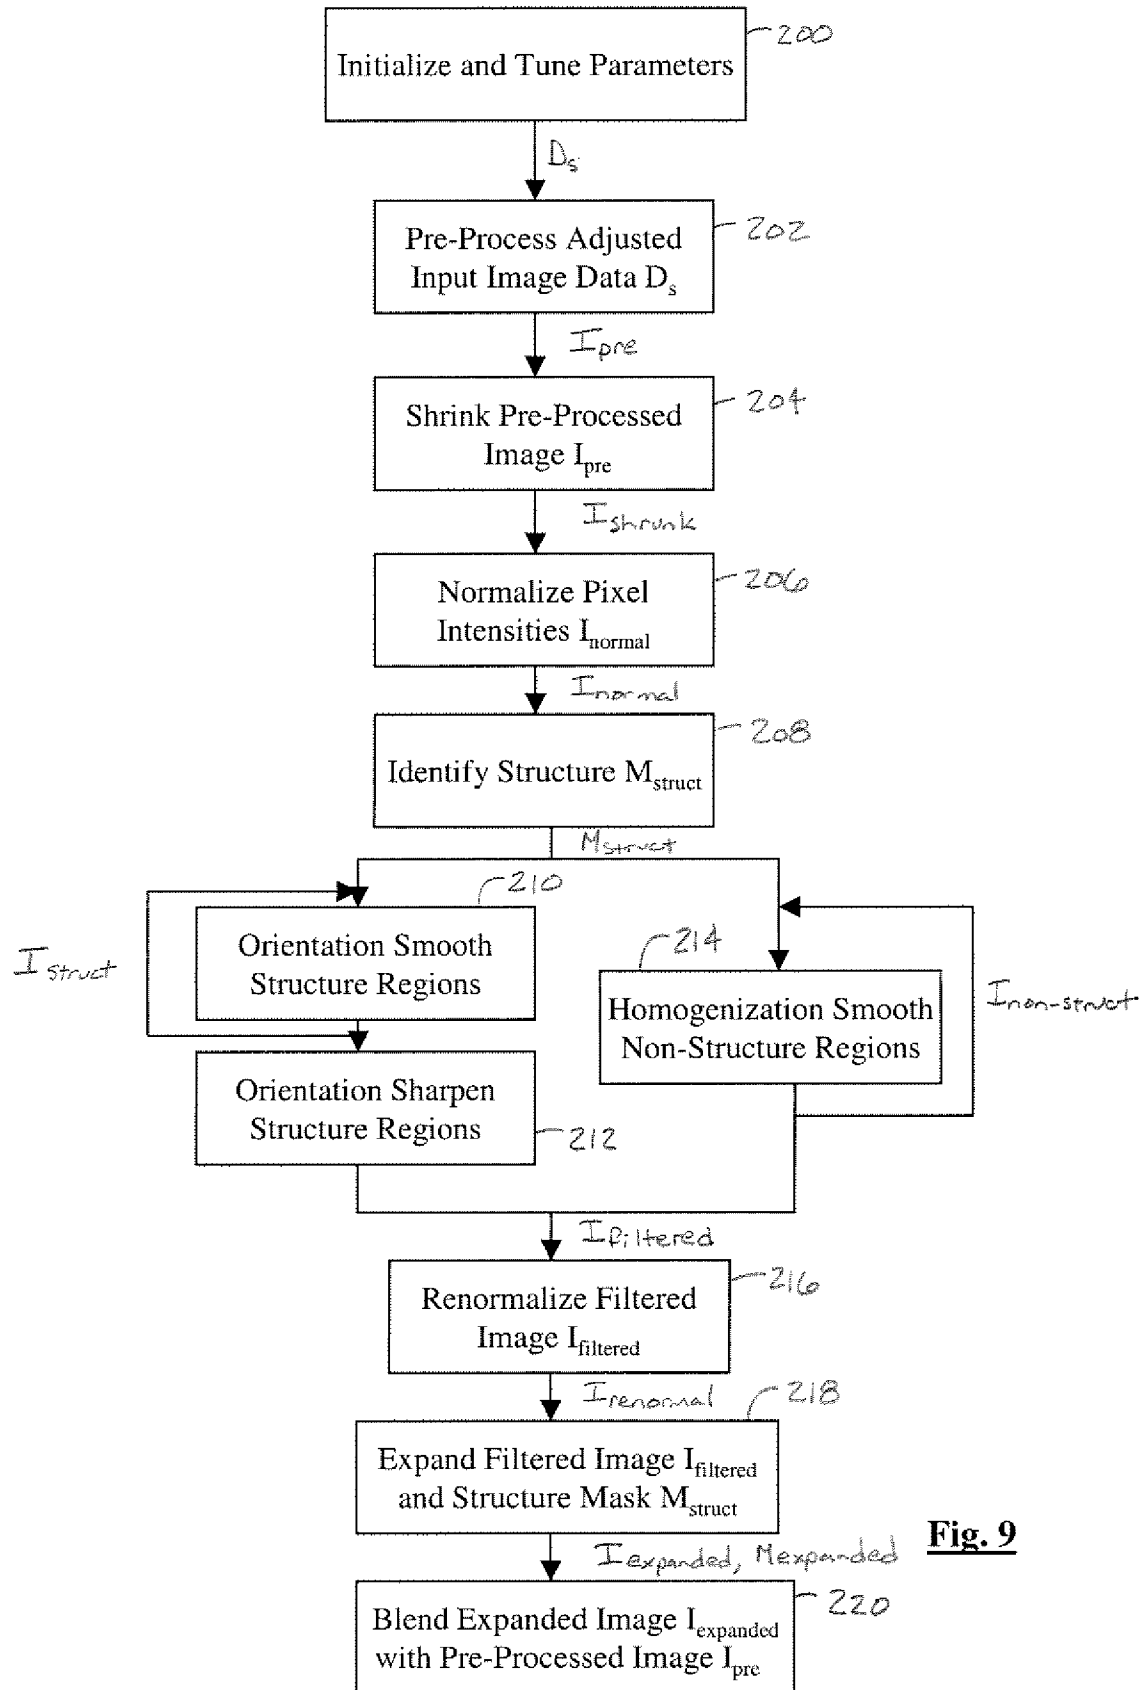 200
Initialize and Tune Parameters
Ds
202
Pre-Process Adjusted
Input Image Data Ds
Ipre
204
Shrink Pre-Processed
Image Ipre
Ishrunk
206
Normalize Pixel
Intensities Inormal
Inormal
208
Identify Structure Mstruct
Mstruct
210
Orientation Smooth
Structure Regions
Istruct
214
Homogenization Smooth
Non-Structure Regions
Inon-struct
Orientation Sharpen
Structure Regions
212
Ifiltered
216
Renormalize Filtered
Image Ifiltered
Irenormal
218
Expand Filtered Image Ifiltered
and Structure Mask Mstruct
Fig. 9
Iexpanded, Mexpanded
220
Blend Expanded Image Iexpanded
with Pre-Processed Image Ipre